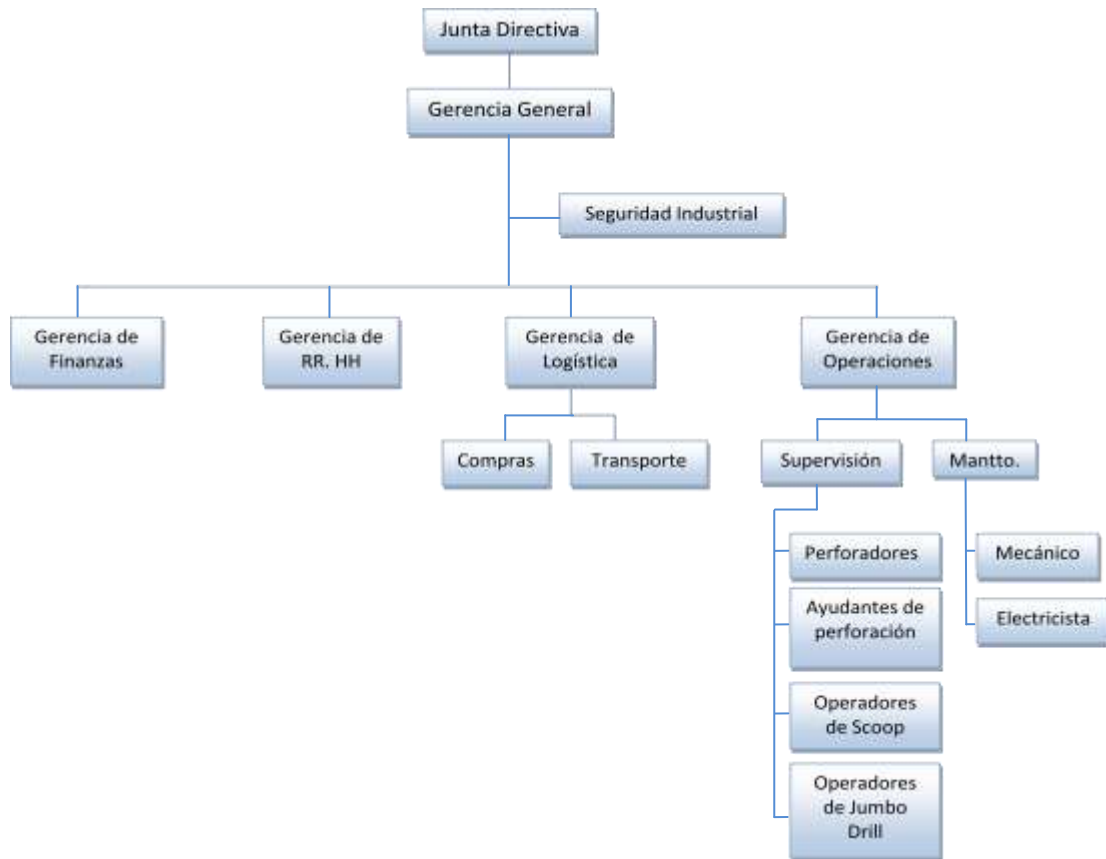 Junta Directiva
Gerencia General
Seguridad Industrial
Gerencia de
Finanzas
Gerencia de
RR. HH
Gerencia de
Logística
Gerencia de
Operaciones
Compras
Transporte
Supervisión
Mantto.
Perforadores
Ayudantes de
perforación
Operadores
de Scoop
Operadores
de Jumbo
Drill
Mecánico
Electricista